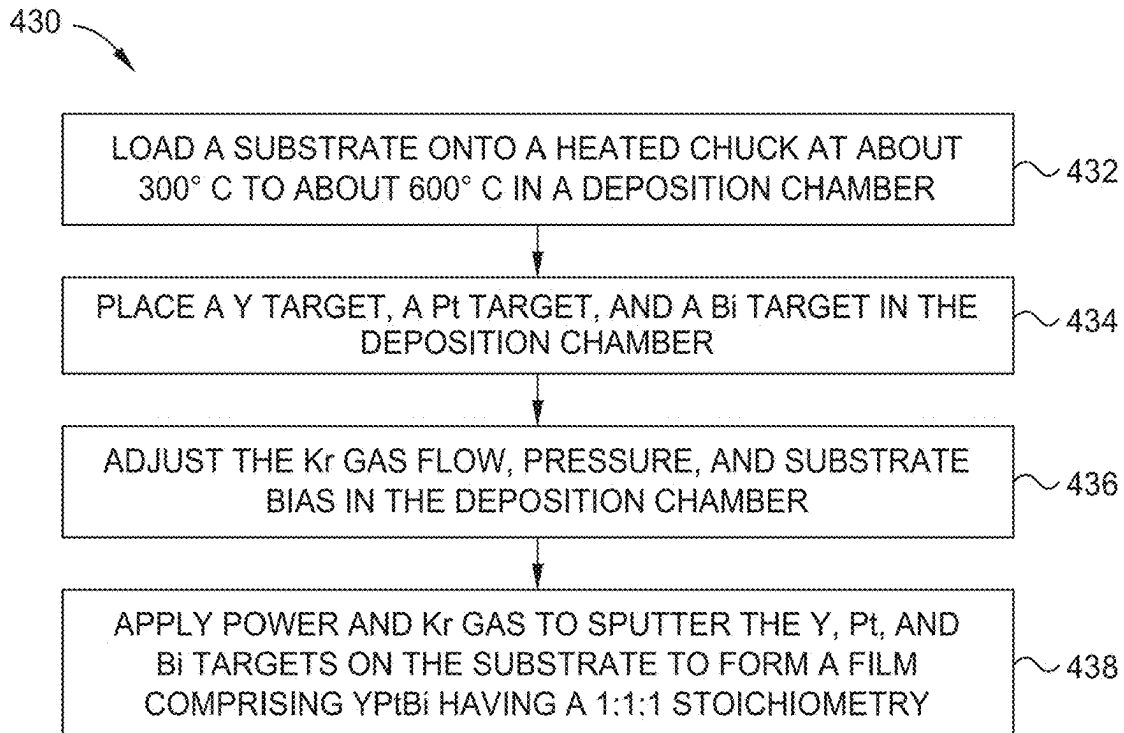 430
LOAD A SUBSTRATE ONTO A HEATED CHUCK AT ABOUT
300° C TO ABOUT 600° C IN A DEPOSITION CHAMBER
432
PLACE A Y TARGET, A Pt TARGET, AND A Bi TARGET IN THE
DEPOSITION CHAMBER
434
ADJUST THE Kr GAS FLOW, PRESSURE, AND SUBSTRATE
BIAS IN THE DEPOSITION CHAMBER
436
APPLY POWER AND Kr GAS TO SPUTTER THE Y, Pt, AND
Bi TARGETS ON THE SUBSTRATE TO FORM A FILM
COMPRISING YPtBi HAVING A 1:1:1 STOICHIOMETRY
438